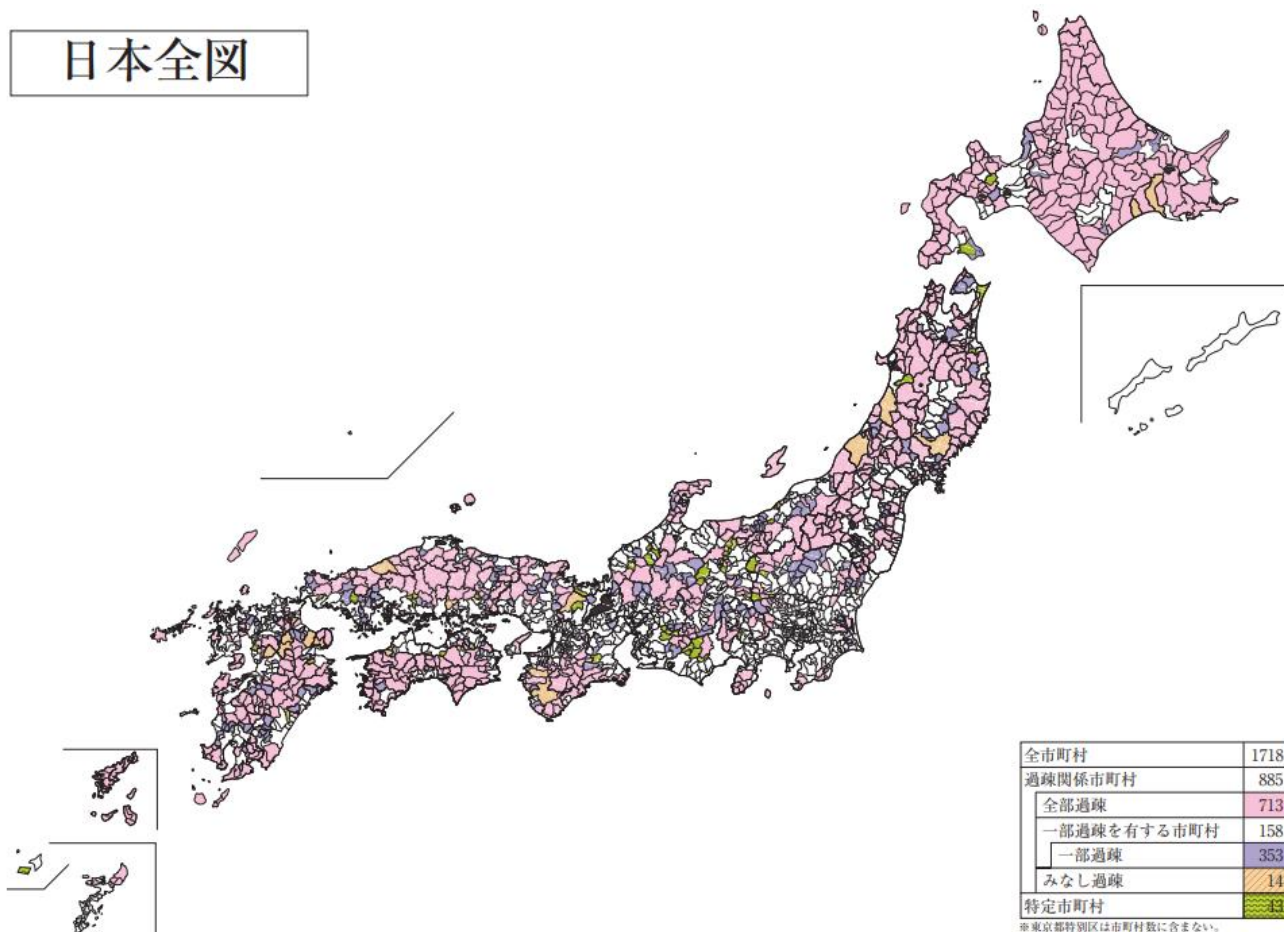 日本全図
全市町村 1718
過疎関係市町村 885
全部過疎 713
一部過疎を有する市町村 158
一部過疎 353
みなし過疎 14
特定市町村 43
※東京都特別区は市町村数に含まない。